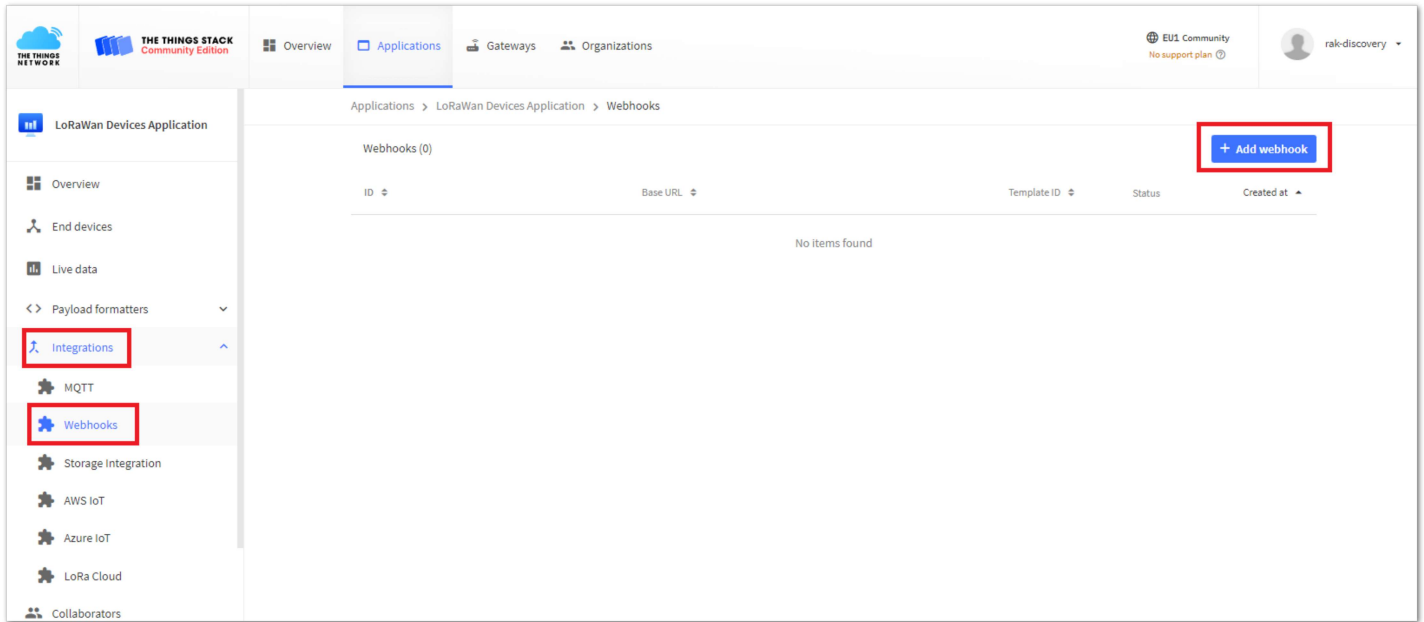 THE THINGS
NETWORK
THE THINGS STACK
Community Edition
Overview
Applications
Gateways
Organizations
EU1 Community
No support plan
rak-discovery
LoRaWan Devices Application
Overview
End devices
Live data
Payload formatters
Integrations
MQTT
Webhooks
Storage Integration
AWS IoT
Azure IoT
LoRa Cloud
Collaborators
Applications > LoRaWan Devices Application > Webhooks
Webhooks (0)
+ Add webhook
ID Base URL Template ID Status Created at
No items found